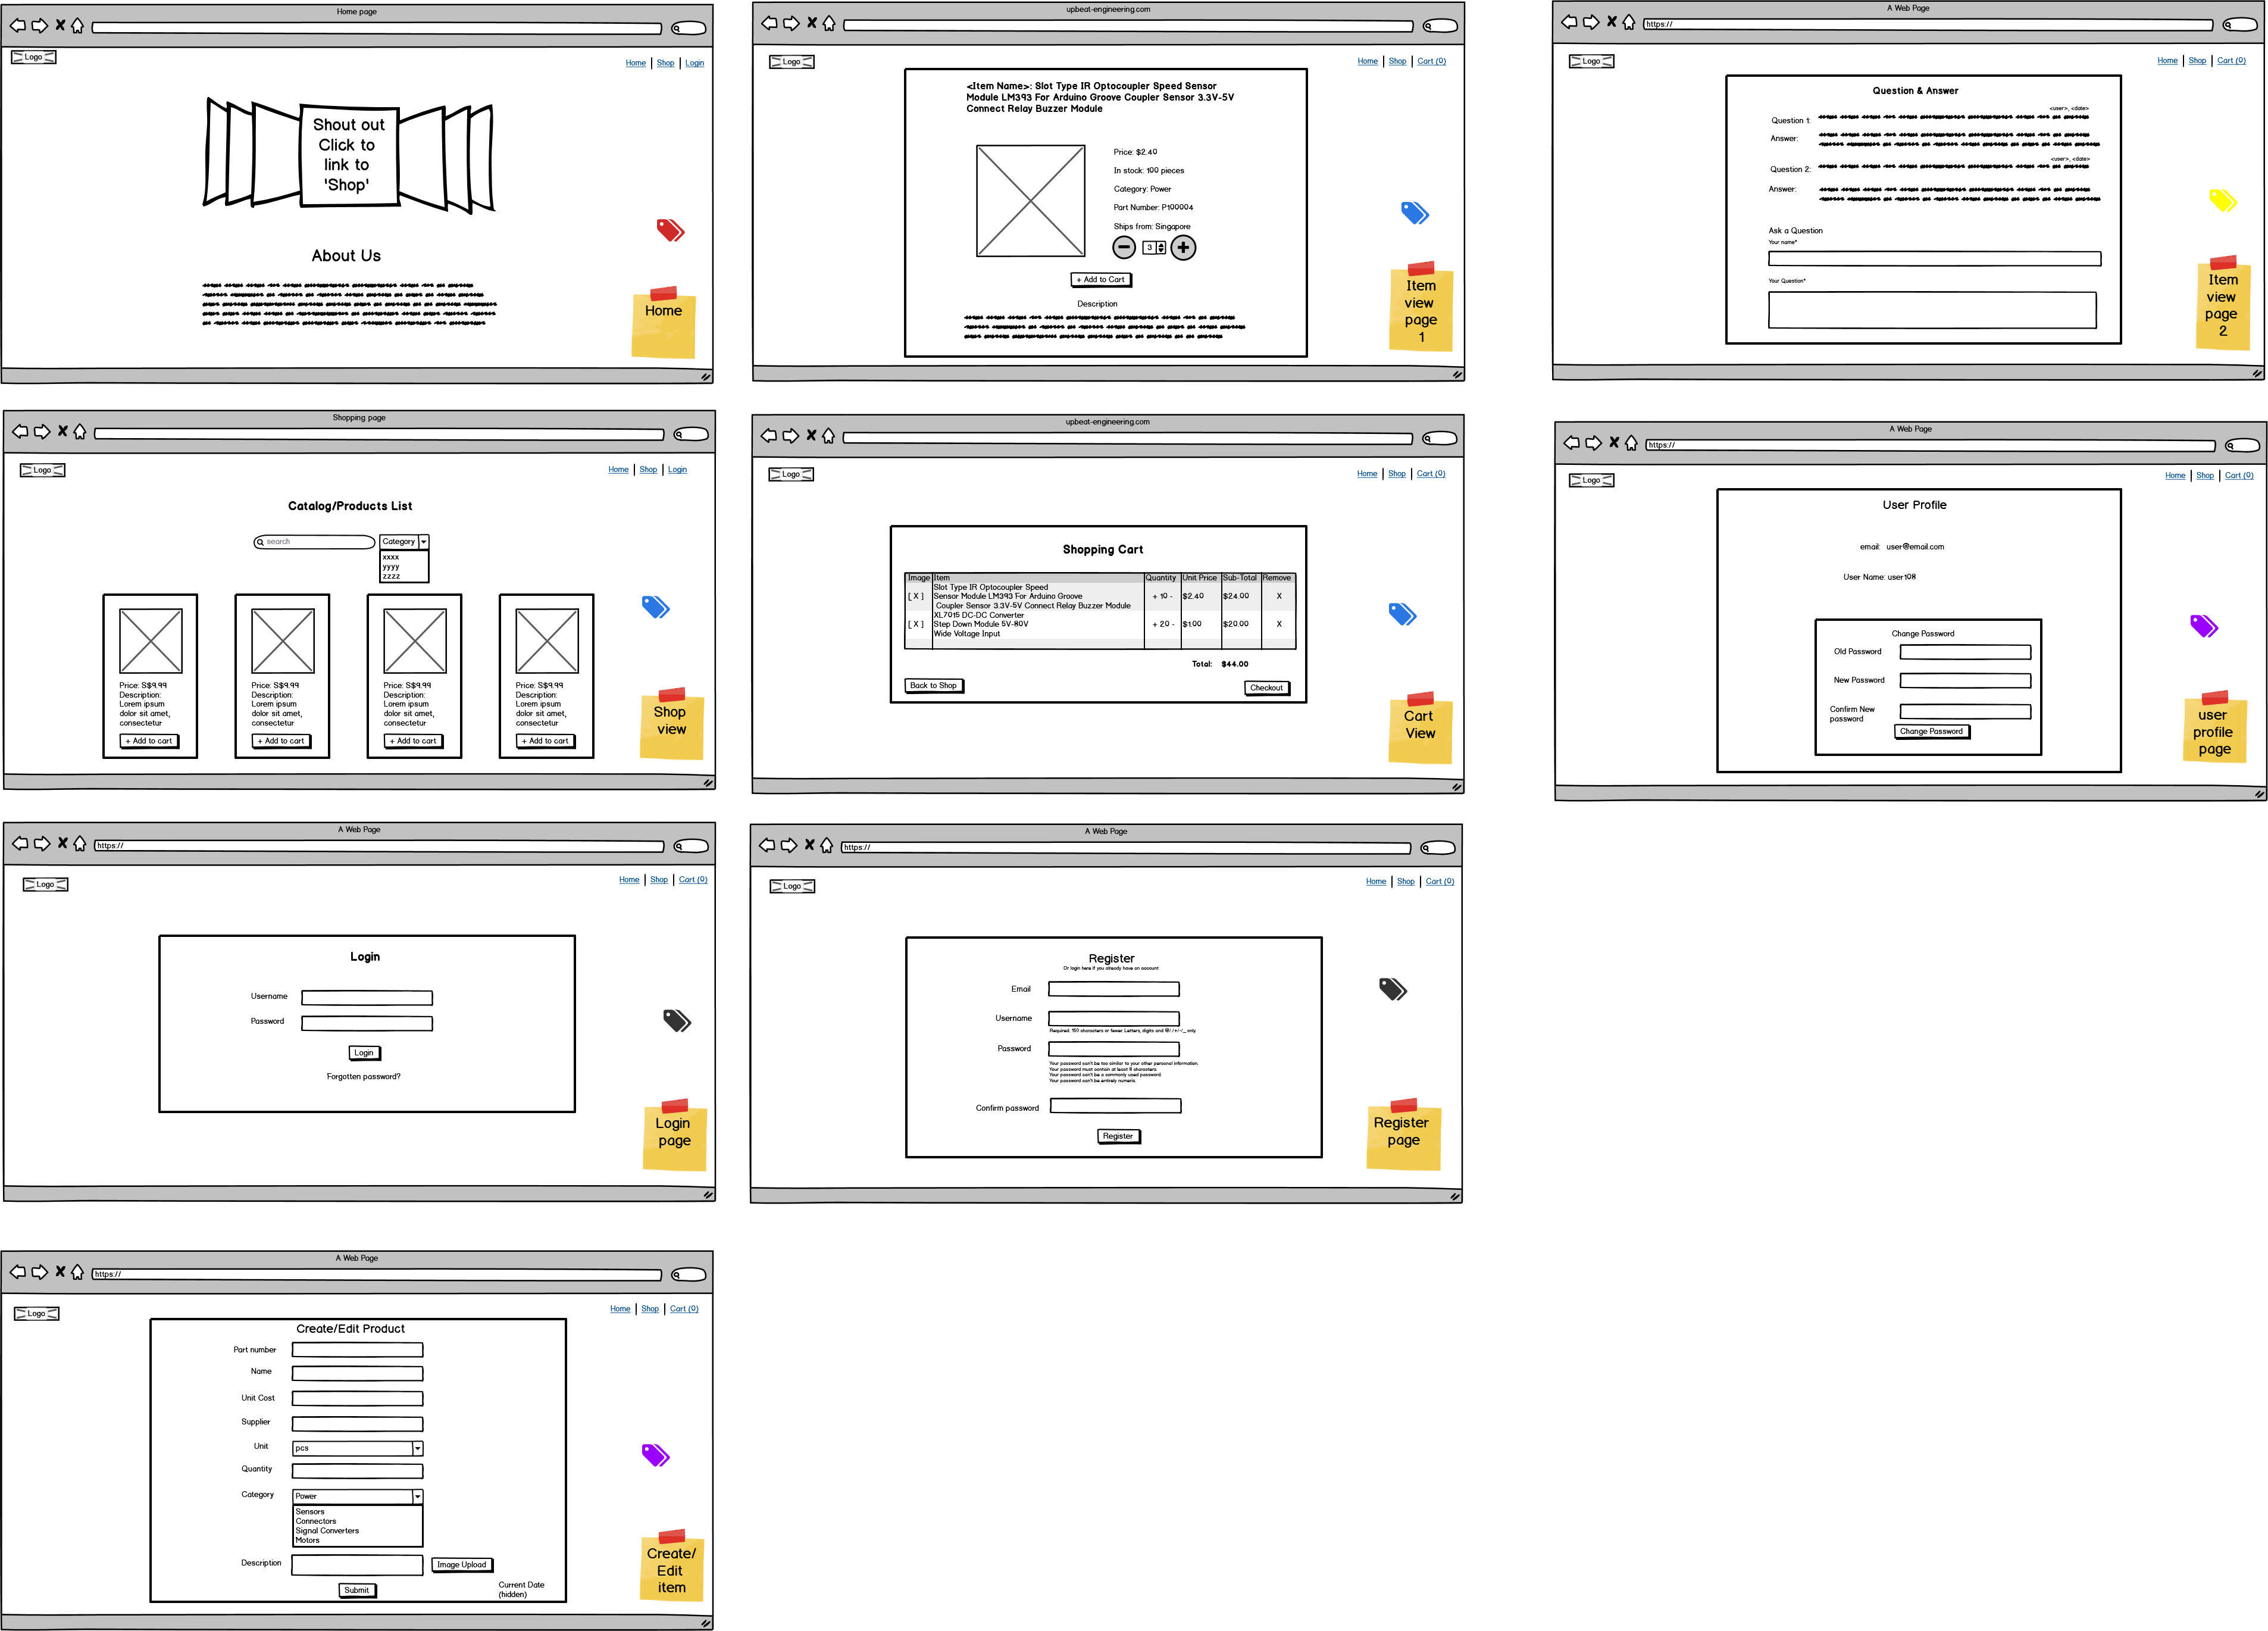 Home page
Logo
Home | Shop | Login
Shout out
Click to
link to
'Shop'
About Us
Home
upbeat-engineering.com
Logo
Home | Shop | Cart (0)
<Item Name>: Slot Type IR Optocoupler Speed Sensor
Module LM393 For Arduino Groove Coupler Sensor 3.3V-5V
Connect Relay Buzzer Module
Price: $2.40
In stock: 100 pieces
Category: Power
Part Number: P100004
Ships from: Singapore
3
+ Add to Cart
Description
Item
view
page
1
A Web Page
https://
Logo
Home | Shop | Cart (0)
Question & Answer
<user>, <date>
Question 1:
Answer:
<user>, <date>
Question 2:
Answer:
Ask a Question
Your name*
Your Question*
Item
view
page
2
Shopping page
Logo
Home | Shop | Login
Catalog/Products List
search
Category
xxxx
yyyy
zzzz
Price: S$9.99
Description:
Lorem ipsum
dolor sit amet,
consectetur
+ Add to cart
Price: S$9.99
Description:
Lorem ipsum
dolor sit amet,
consectetur
+ Add to cart
Price: S$9.99
Description:
Lorem ipsum
dolor sit amet,
consectetur
+ Add to cart
Price: S$9.99
Description:
Lorem ipsum
dolor sit amet,
consectetur
+ Add to cart
Shop
view
upbeat-engineering.com
Logo
Home | Shop | Cart (0)
Shopping Cart
Image Item Quantity Unit Price Sub-Total Remove
Slot Type IR Optocoupler Speed
[ X ] Sensor Module LM393 For Arduino Groove + 10 - $2.40 $24.00 X
Coupler Sensor 3.3V-5V Connect Relay Buzzer Module
XL7015 DC-DC Converter
[ X ] Step Down Module 5V-80V + 20 - $1.00 $20.00 X
Wide Voltage Input
Total: $44.00
Back to Shop
Checkout
Cart
View
A Web Page
https://
Logo
Home | Shop | Cart (0)
User Profile
email: user@email.com
User Name: user108
Change Password
Old Password
New Password
Confirm New
password
Change Password
user
profile
page
A Web Page
https://
Logo
Home | Shop | Cart (0)
Login
Username
Password
Login
Forgotten password?
Login
page
A Web Page
https://
Logo
Home | Shop | Cart (0)
Register
Or login here if you already have an account
Email
Username
Required. 150 characters or fewer. Letters, digits and @/./+/-/_ only.
Password
Your password can't be too similar to your other personal information.
Your password must contain at least 8 characters.
Your password can't be a commonly used password.
Your password can't be entirely numeric.
Confirm password
Register
Register
page
A Web Page
https://
Logo
Home | Shop | Cart (0)
Create/Edit Product
Part number
Name
Unit Cost
Supplier
Unit
pcs
Quantity
Category
Power
Sensors
Connectors
Signal Converters
Motors
Description
Image Upload
Submit
Current Date
(hidden)
Create/
Edit
item